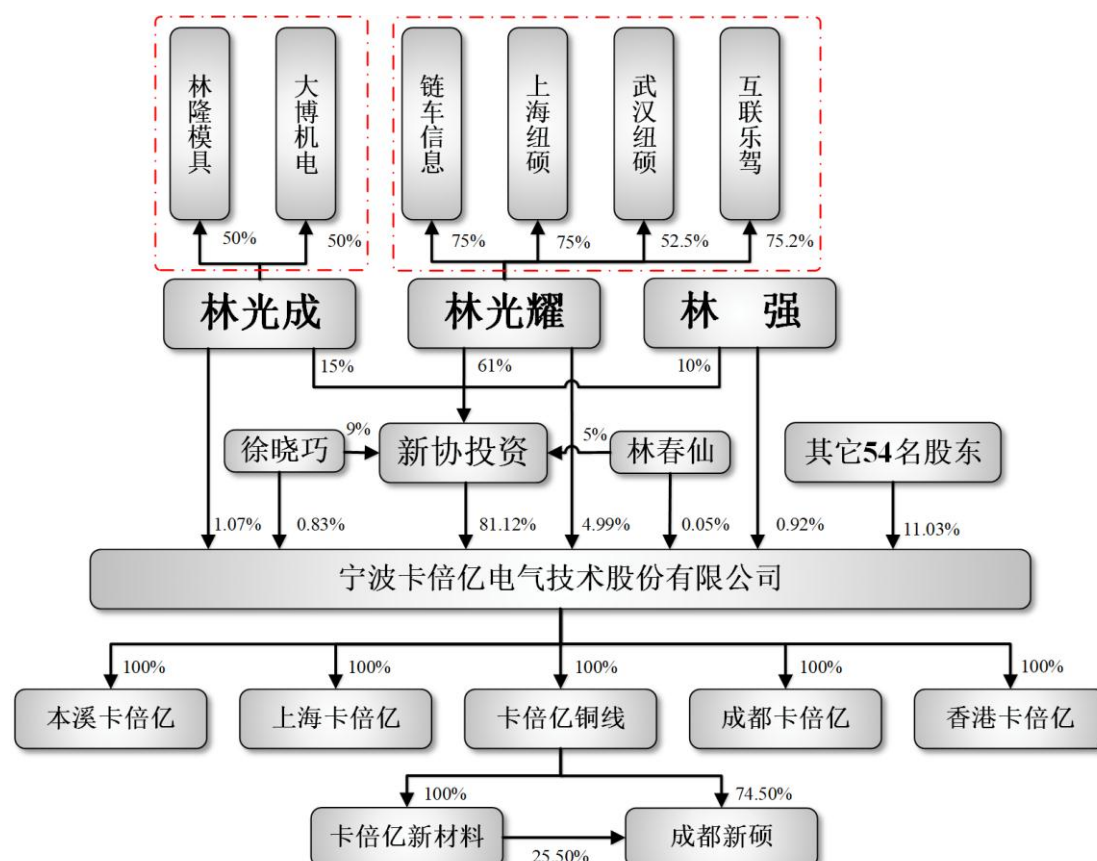 林隆模具
大博机电
链车信息
上海纽硕
武汉纽硕
互联乐驾
50%
50%
75%
75%
52.5%
75.2%
林光成
林光耀
林 强
15%
61%
10%
徐晓巧
9%
新协投资
5%
林春仙
其它54名股东
1.07%
0.83%
81.12%
4.99%
0.05%
0.92%
11.03%
宁波卡倍亿电气技术股份有限公司
100%
100%
100%
100%
100%
本溪卡倍亿
上海卡倍亿
卡倍亿铜线
成都卡倍亿
香港卡倍亿
100%
74.50%
卡倍亿新材料
25.50%
成都新硕